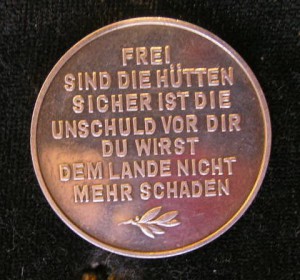 FREI
SIND DIE HÜTTEN
SICHER IST DIE
UNSCHULD VOR DIR
DU WIRST
DEM LANDE NICHT
MEHR SCHADEN